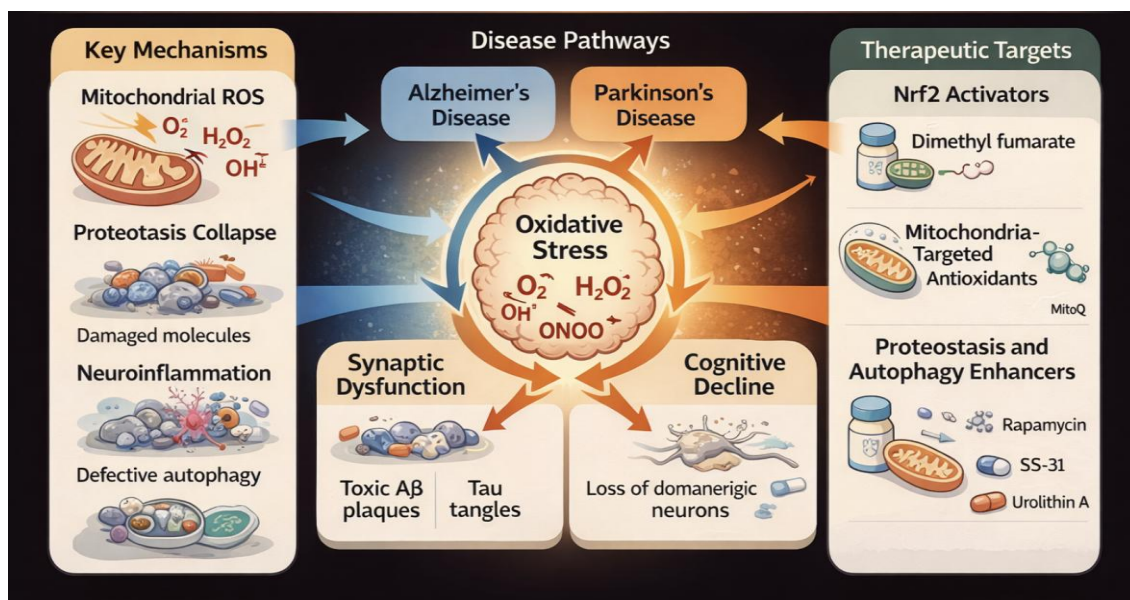 Key Mechanisms
Mitochondrial ROS
O₂⁻
H₂O₂
OH
Proteotasis Collapse
Damaged molecules
Neuroinflammation
Defective autophagy
Disease Pathways
Alzheimer's
Disease
Parkinson's
Disease
Oxidative
Stress
O₂⁻
H₂O₂
OH
ONOO
Synaptic
Dysfunction
Toxic Aβ
plaques
Tau
tangles
Cognitive
Decline
Loss of domanerigic
neurons
Therapeutic Targets
Nrf2 Activators
Dimethyl fumarate
Mitochondria-
Targeted
Antioxidants
MitoQ
Proteostasis and
Autophagy Enhancers
Rapamycin
SS-31
Urolithin A